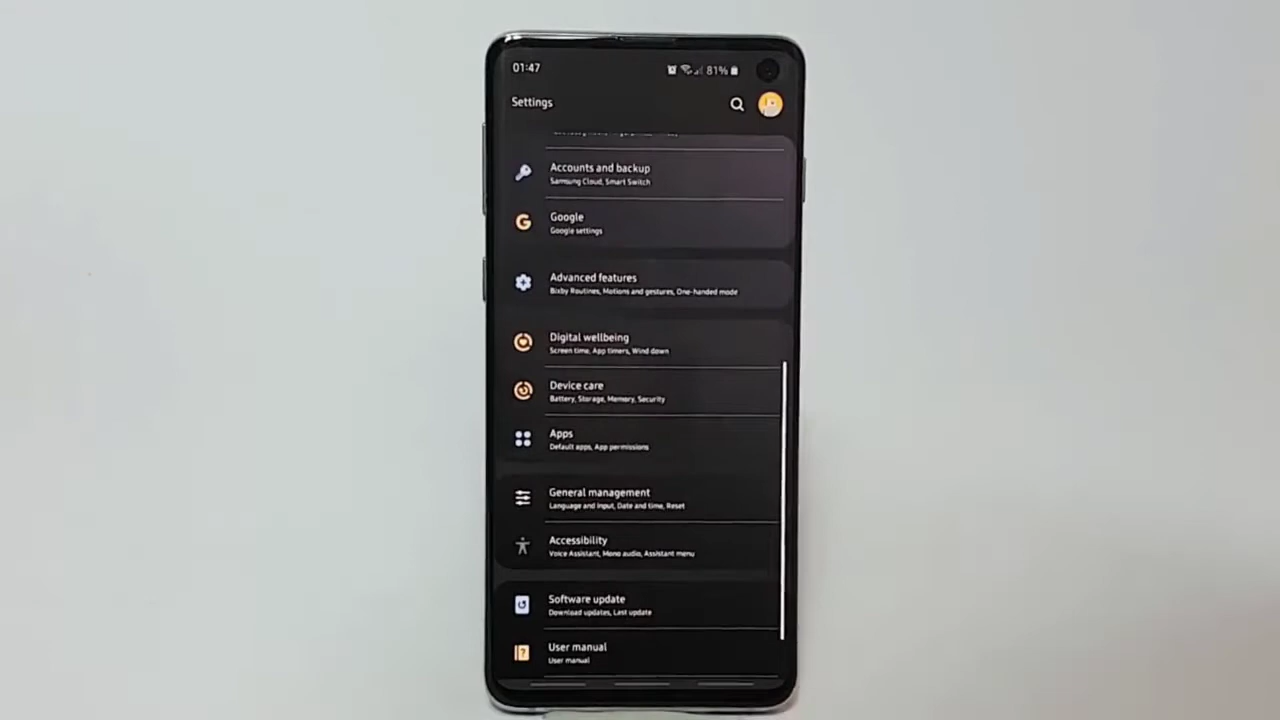 01:47
81%
Settings
Accounts and backup
Samsung Cloud, Smart Switch
Google
Google settings
Advanced features
Bixby Routines, Motions and gestures, One-handed mode
Digital wellbeing
Screen time, App timers, Wind down
Device care
Battery, Storage, Memory, Security
Apps
Default apps, App permissions
General management
Language and input, Date and time, Reset
Accessibility
Voice Assistant, Mono audio, Assistant menu
Software update
Download updates, Last update
User manual
User manual